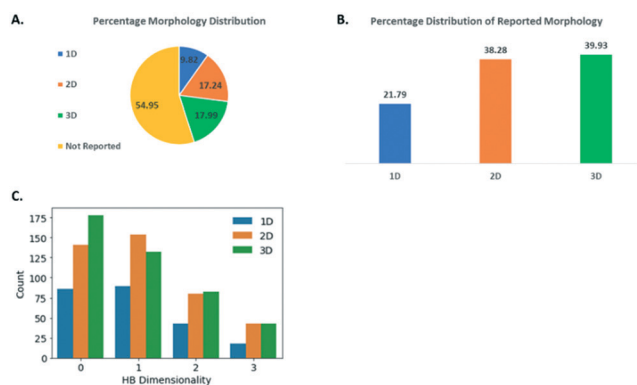 A.
Percentage Morphology Distribution
1D
2D
3D
Not Reported
9.82
17.24
17.99
54.95
B.
Percentage Distribution of Reported Morphology
21.79
38.28
39.93
1D
2D
3D
C.
175
150
125
100
75
50
25
0
Count
1D
2D
3D
0 1 2 3
HB Dimensionality